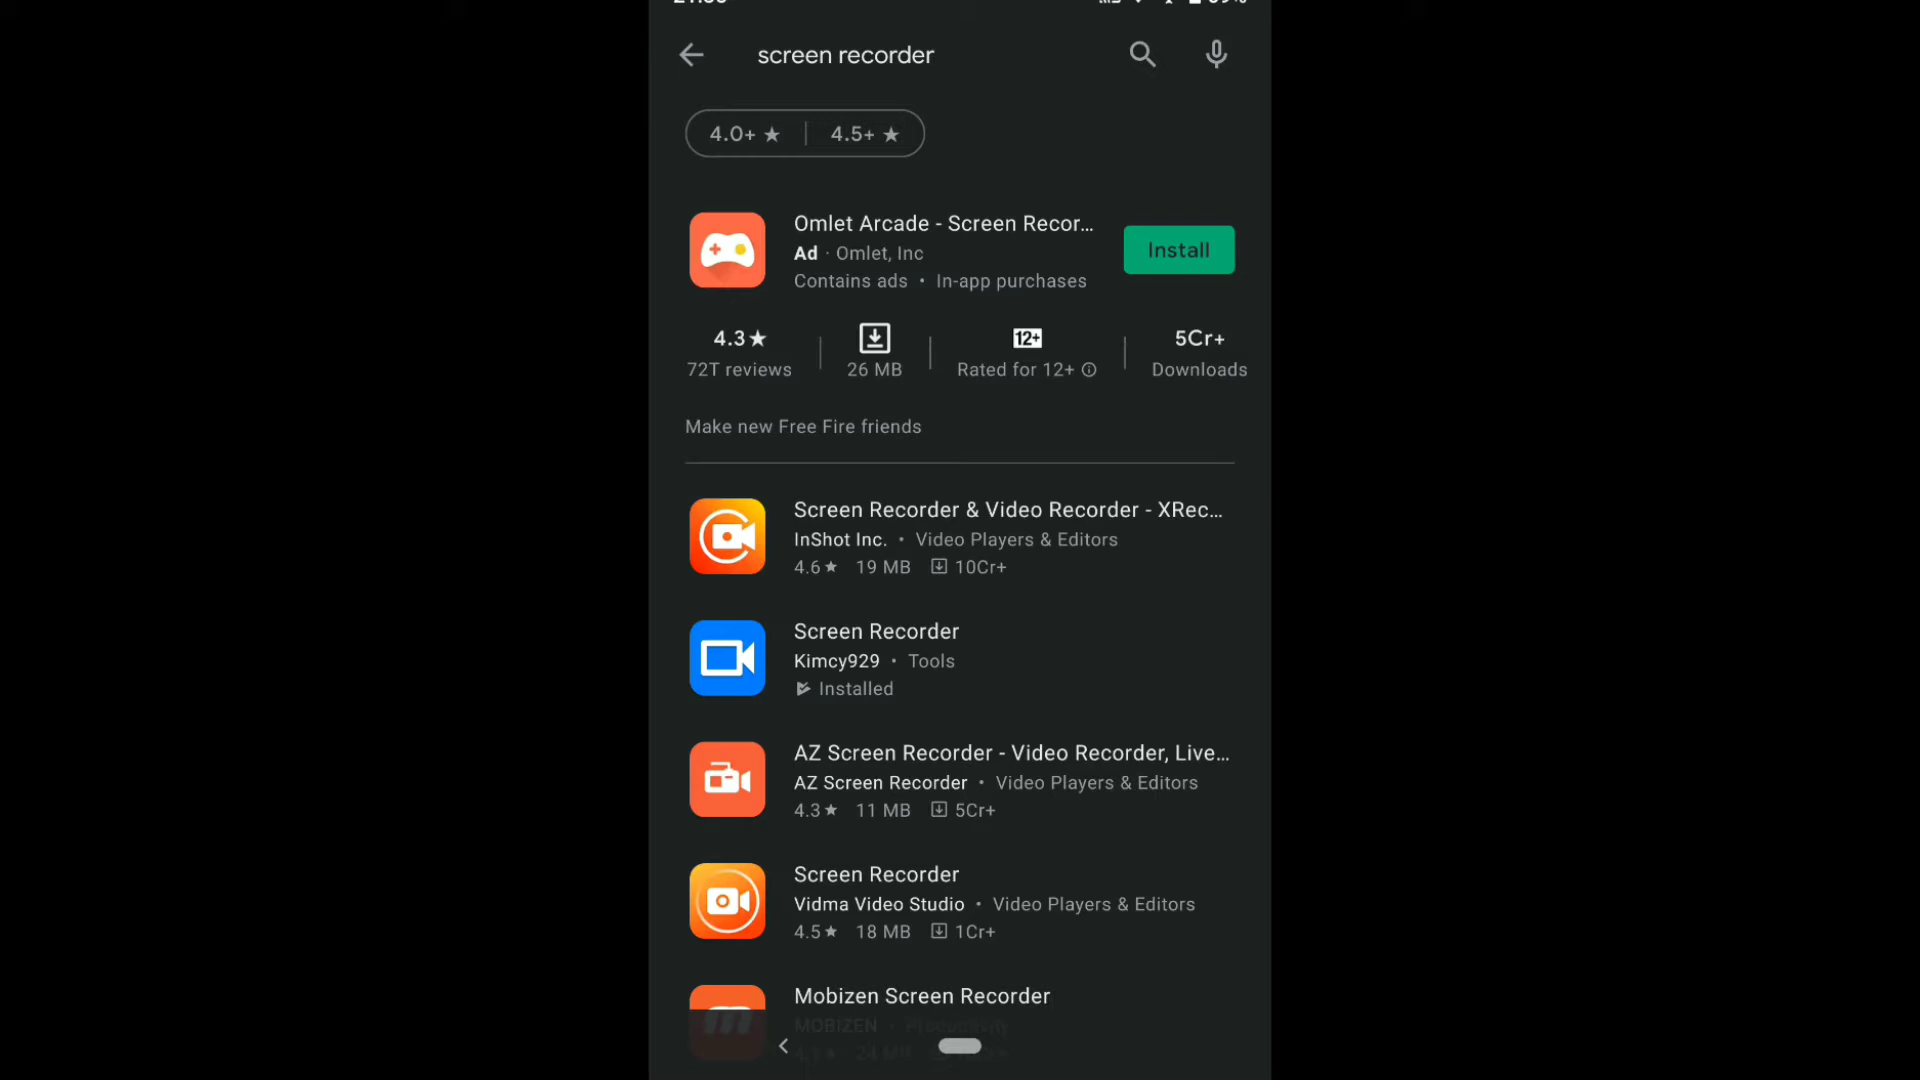 screen recorder
4.0+ ★ | 4.5+ ★
Omlet Arcade - Screen Recor...
Ad · Omlet, Inc
Contains ads • In-app purchases
Install
4.3★
72T reviews
26 MB
12+
Rated for 12+
5Cr+
Downloads
Make new Free Fire friends
Screen Recorder & Video Recorder - XRec...
InShot Inc. • Video Players & Editors
4.6★ 19 MB 10Cr+
Screen Recorder
Kimcy929 • Tools
Installed
AZ Screen Recorder - Video Recorder, Live...
AZ Screen Recorder • Video Players & Editors
4.3★ 11 MB 5Cr+
Screen Recorder
Vidma Video Studio • Video Players & Editors
4.5★ 18 MB 1Cr+
Mobizen Screen Recorder
MOBIZEN • Productivity
24 MB